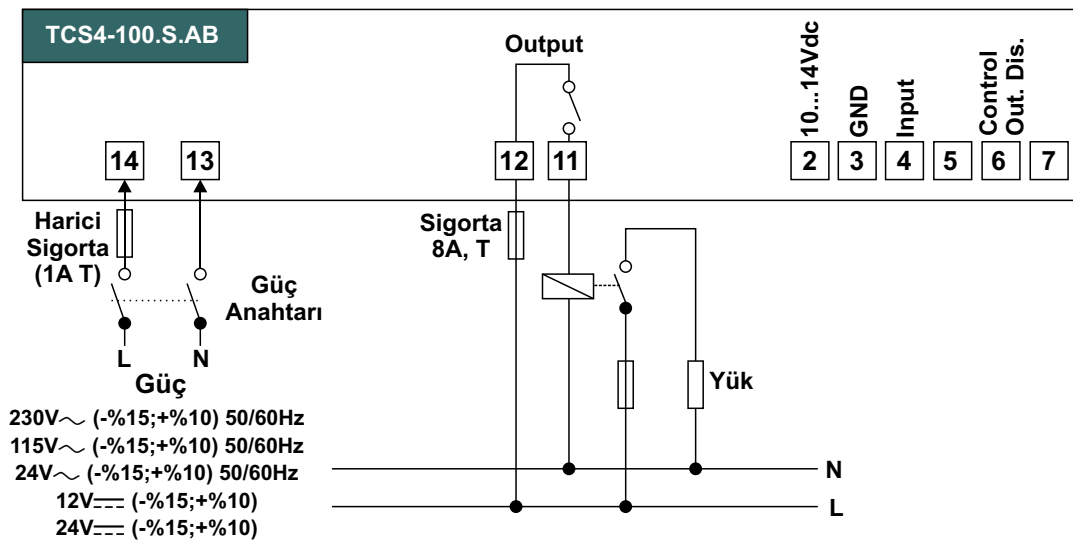 TCS4-100.S.AB
Output
10...14Vdc
GND
Input
Control
Out. Dis.
14
13
12
11
2
3
4
5
6
7
Harici
Sigorta
(1A T)
Güç
Anahtarı
Sigorta
8A, T
L
N
Güç
Yük
230V～ (-%15;+%10) 50/60Hz
115V～ (-%15;+%10) 50/60Hz
24V～ (-%15;+%10) 50/60Hz
12V⎓ (-%15;+%10)
24V⎓ (-%15;+%10)
N
L